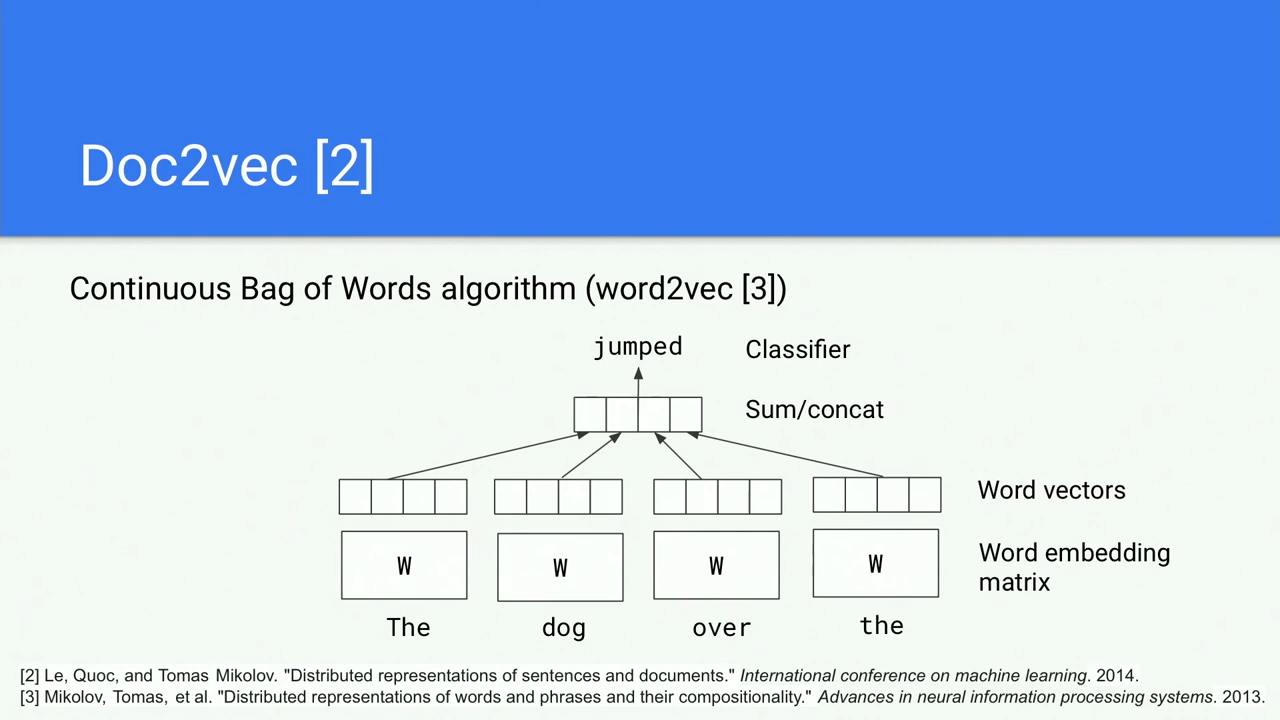 Doc2vec [2]
Continuous Bag of Words algorithm (word2vec [3])
jumped Classifier
Sum/concat
Word vectors
W W W W Word embedding
matrix
The dog over the
[2] Le, Quoc, and Tomas Mikolov. "Distributed representations of sentences and documents." International conference on machine learning. 2014.
[3] Mikolov, Tomas, et al. "Distributed representations of words and phrases and their compositionality." Advances in neural information processing systems. 2013.